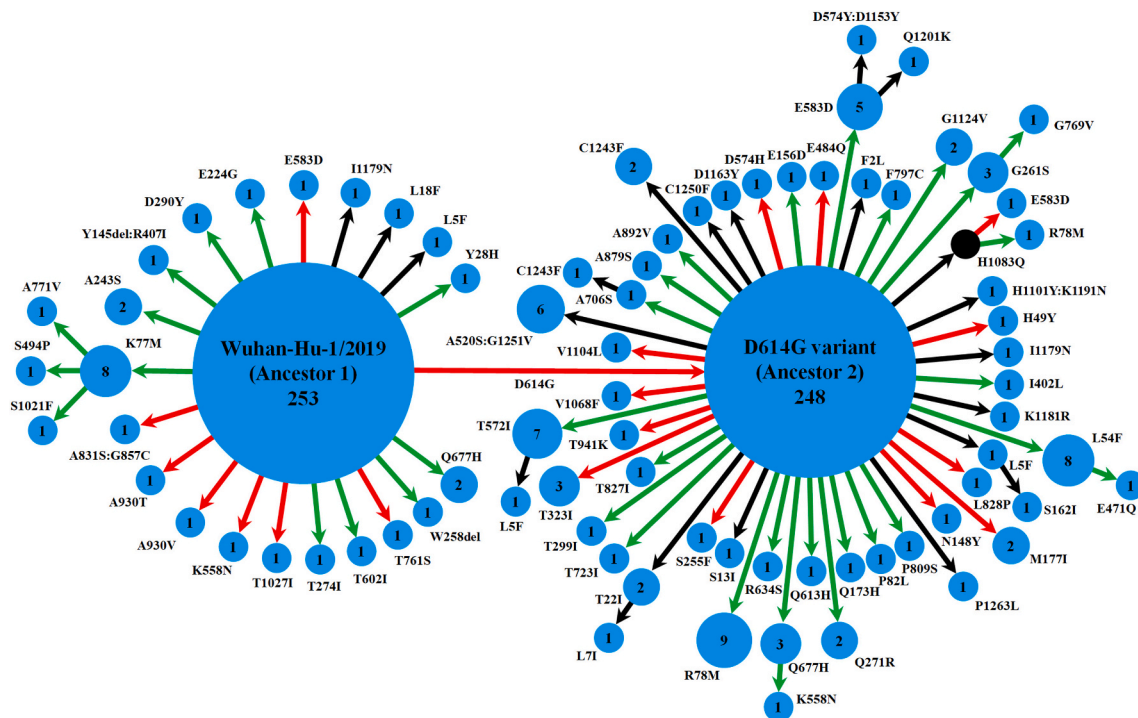 D574Y:D1153Y
1
Q1201K
1
E583D
5
G1124V
2
G769V
1
G261S
3
E583D
1
R78M
1
H1083Q
C1243F
2
D1163Y
1
C1250F
1
D574H
1
E156D
1
E484Q
1
F2L
1
F797C
1
A892V
1
A879S
1
C1243F
1
A706S
1
6
A520S:G1251V
V1104L
1
D614G
V1068F
1
T572I
7
L5F
1
T941K
1
T323I
3
T827I
1
T299I
1
T723I
1
T22I
2
L7I
1
S255F
1
S13I
1
R634S
1
R78M
9
Q677H
3
K558N
1
Q613H
1
Q173H
1
Q271R
2
P82L
1
P809S
1
P1263L
1
N148Y
1
M177I
2
L828P
1
L5F
1
S162I
1
L54F
8
E471Q
1
K1181R
1
I402L
1
I1179N
1
H49Y
1
H1101Y:K1191N
1
D614G variant
(Ancestor 2)
248
Wuhan-Hu-1/2019
(Ancestor 1)
253
E583D
1
I1179N
1
L18F
1
L5F
1
Y28H
1
E224G
1
D290Y
1
Y145del:R407I
1
A243S
2
K77M
8
A771V
1
S494P
1
S1021F
1
A831S:G857C
1
A930T
1
A930V
1
K558N
1
T1027I
1
T274I
1
T602I
1
T761S
1
W258del
1
Q677H
2